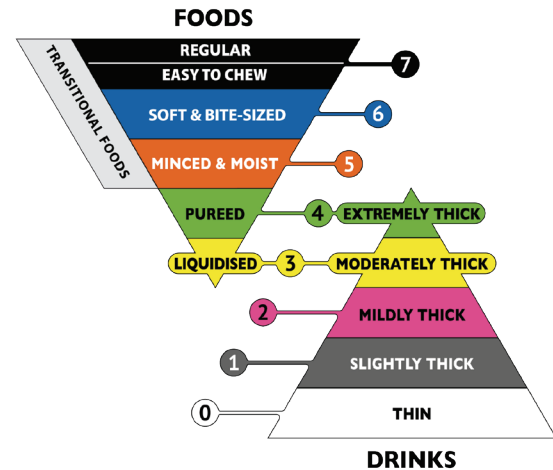 FOODS
REGULAR
EASY TO CHEW
7
TRANSITIONAL FOODS
SOFT & BITE-SIZED
6
MINCED & MOIST
5
PUREED
4
EXTREMELY THICK
LIQUIDISED
3
MODERATELY THICK
2
MILDLY THICK
1
SLIGHTLY THICK
0
THIN
DRINKS